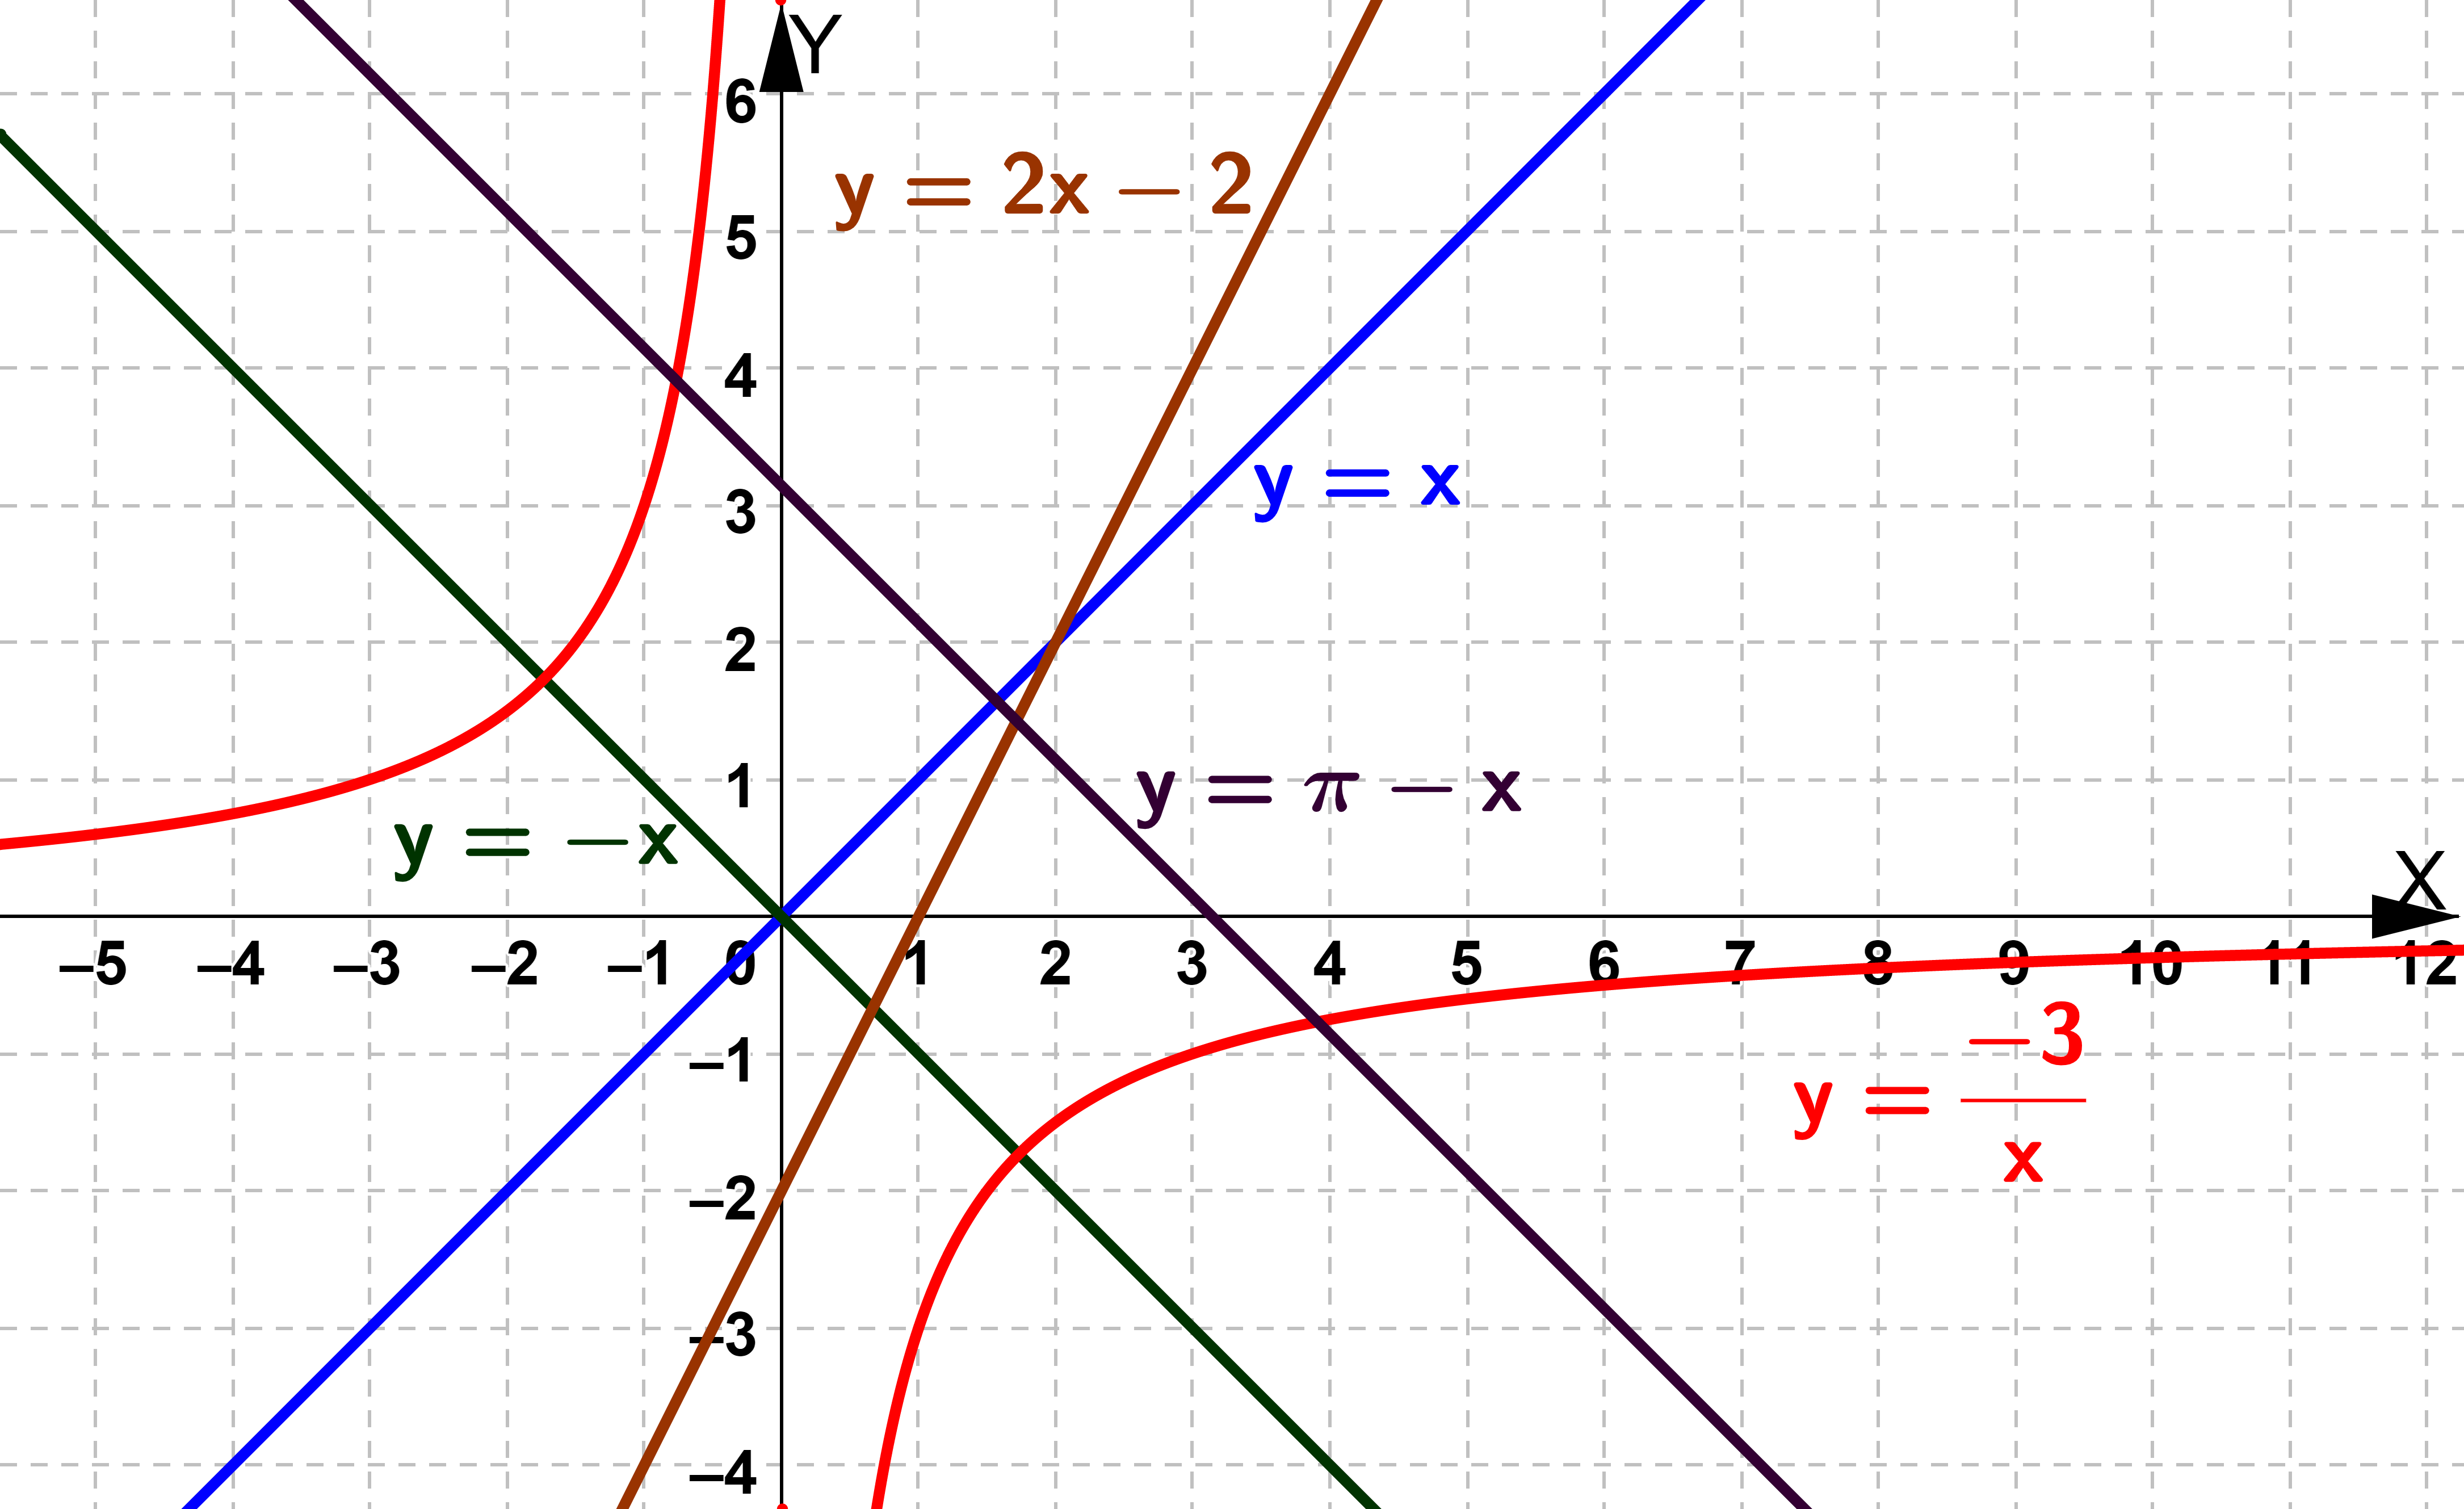 Y
6
y = 2x − 2
5
4
y = x
3
2
y = π − x
1
y = −x
X
−5 −4 −3 −2 −1 0 1 2 3 4 5 6 7 8 9 10 11 12
−1
y = −3/x
−2
−3
−4